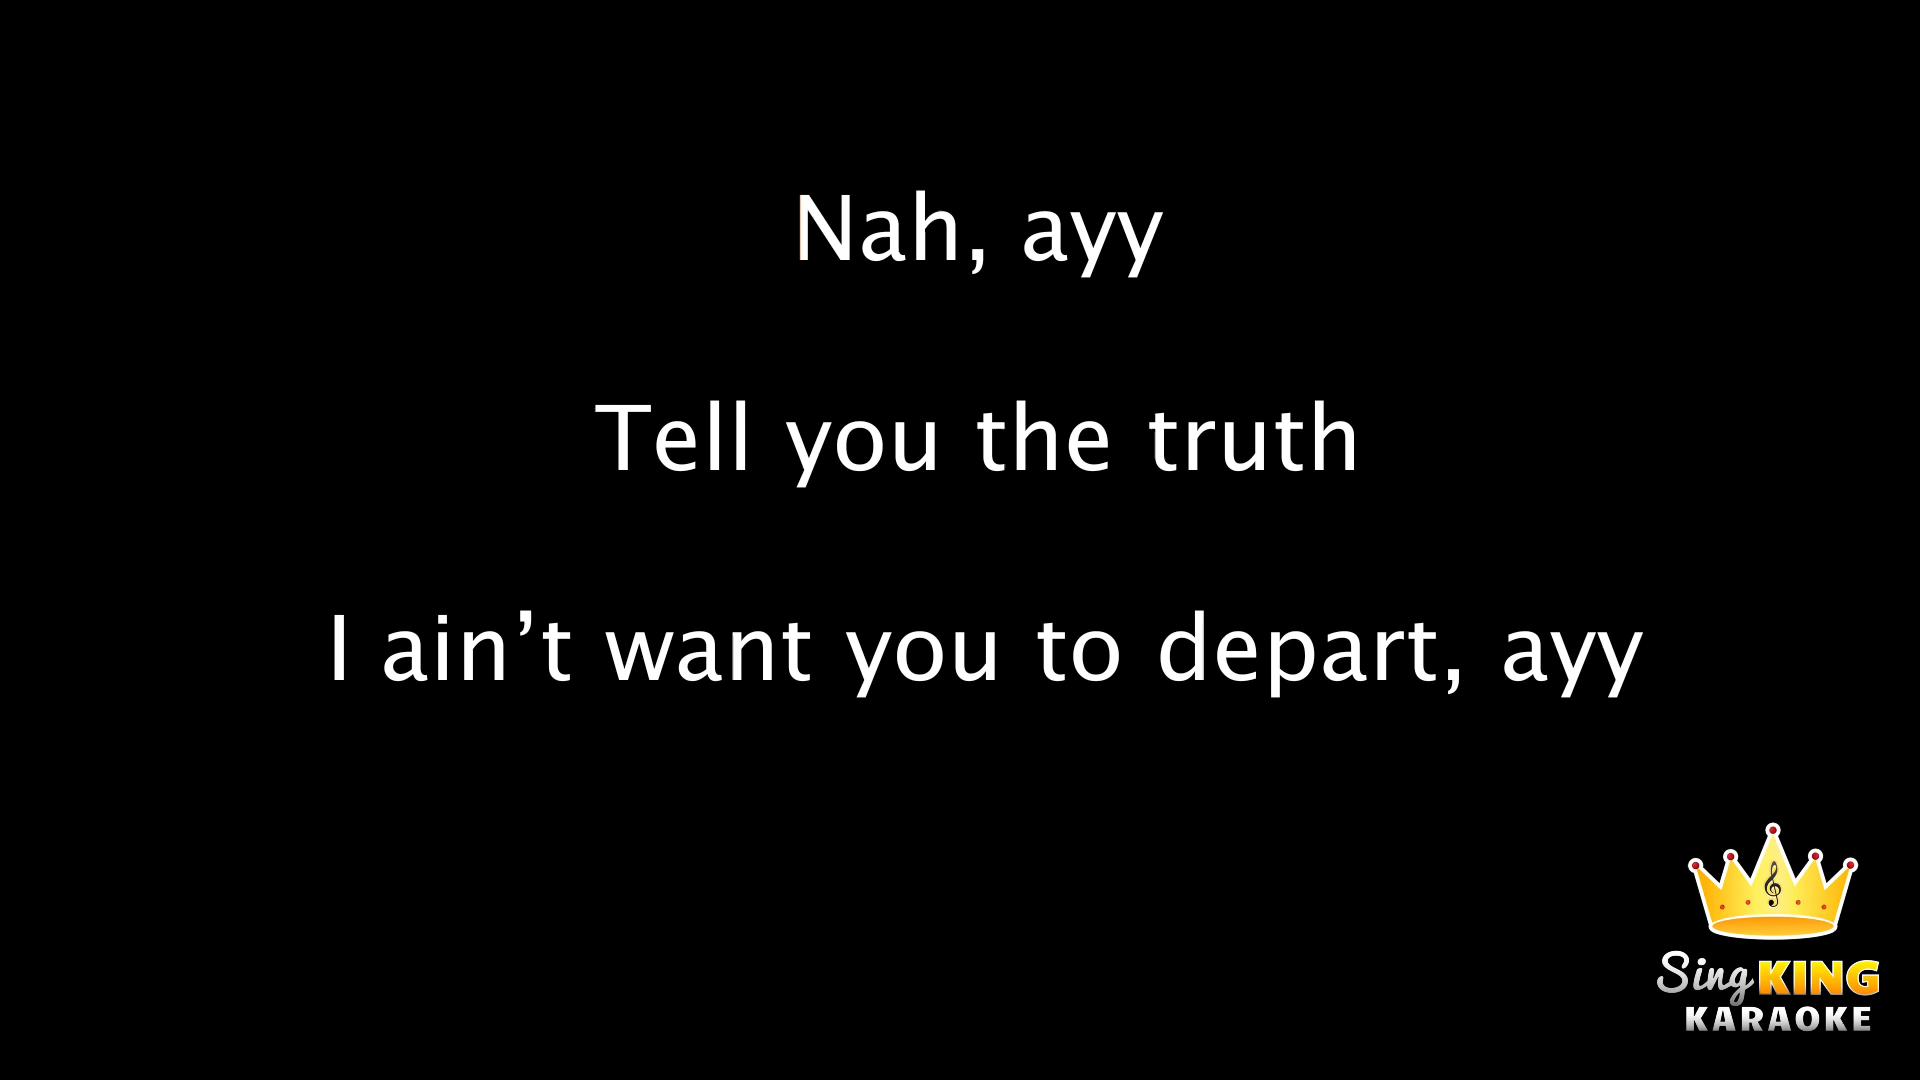 Nah, ayy
Tell you the truth
I ain’t want you to depart, ayy
Sing KING
KARAOKE